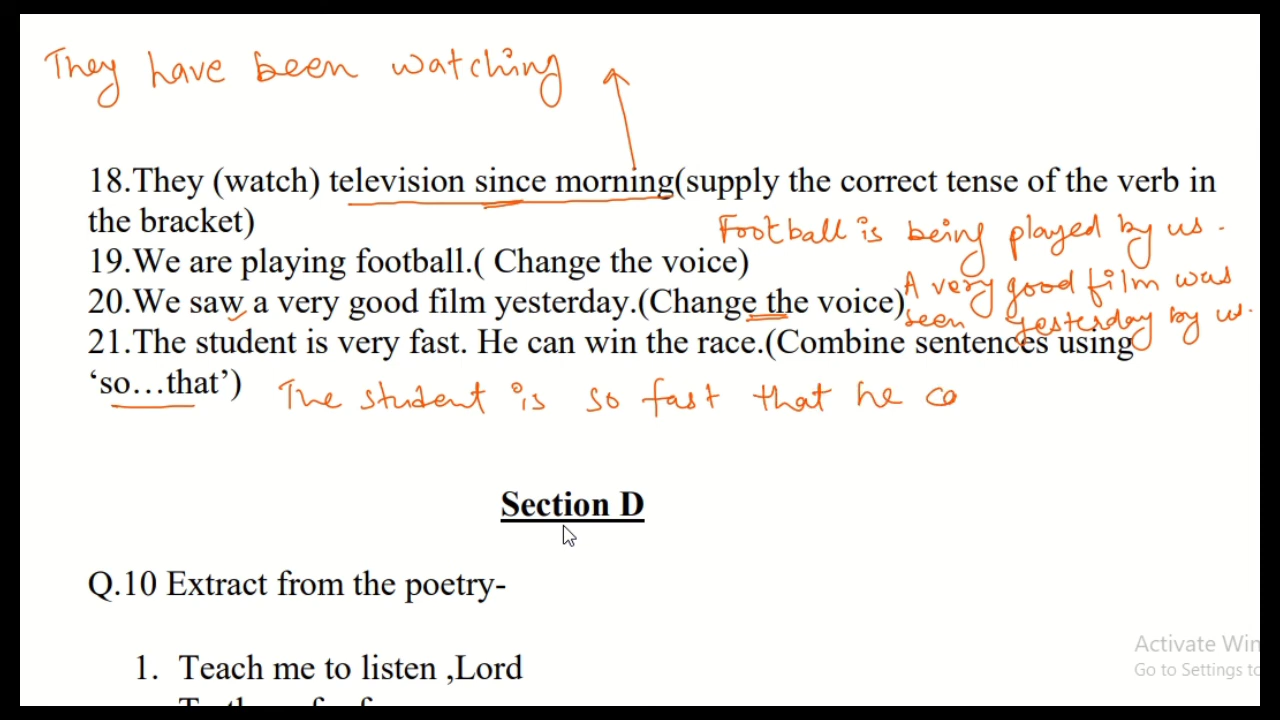 They have been watching
18.They (watch) television since morning(supply the correct tense of the verb in
the bracket)
Football is being played by us.
19.We are playing football.( Change the voice)
20.We saw a very good film yesterday.(Change the voice)
A very good film was
seen yesterday by us.
21.The student is very fast. He can win the race.(Combine sentences using
‘so…that’)
The student is so fast that he ca
Section D
Q.10 Extract from the poetry-
1. Teach me to listen ,Lord
Activate Win
Go to Settings to